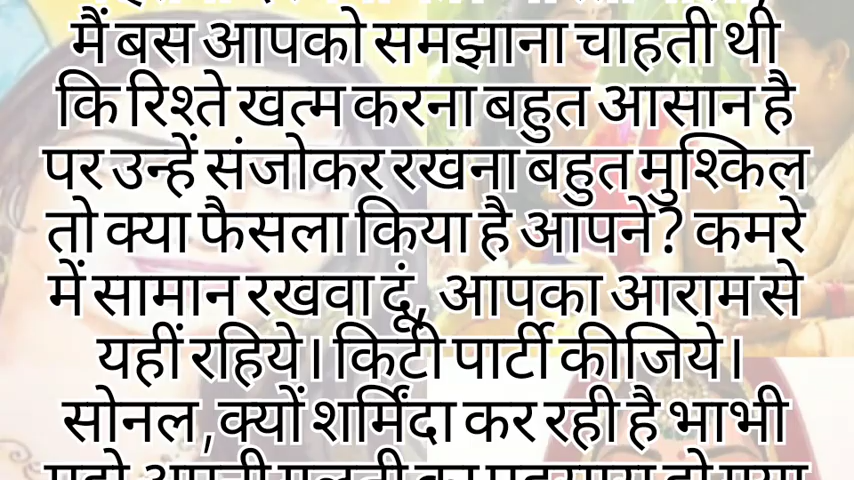 मैं बस आपको समझाना चाहती थी
कि रिश्ते खत्म करना बहुत आसान है
पर उन्हें संजोकर रखना बहुत मुश्किल
तो क्या फैसला किया है आपने? कमरे
में सामान रखवा दूं, आपका आराम से
यहीं रहिये। किटी पार्टी कीजिये।
सोनल, क्यों शर्मिंदा कर रही है भाभी